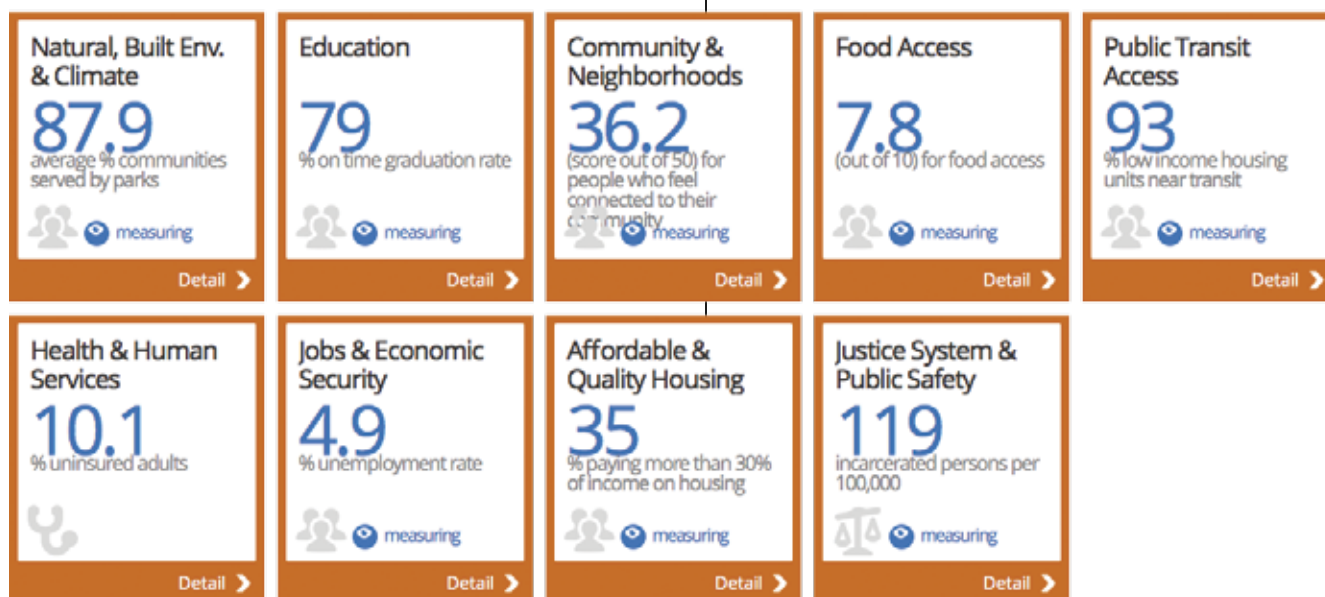 Natural, Built Env.
& Climate
87.9
average % communities
served by parks
measuring
Detail
Education
79
% on time graduation rate
measuring
Detail
Community &
Neighborhoods
36.2
(score out of 50) for
people who feel
connected to their
community
measuring
Detail
Food Access
7.8
(out of 10) for food access
measuring
Detail
Public Transit
Access
93
% low income housing
units near transit
measuring
Detail
Health & Human
Services
10.1
% uninsured adults
Detail
Jobs & Economic
Security
4.9
% unemployment rate
measuring
Detail
Affordable &
Quality Housing
35
% paying more than 30%
of income on housing
measuring
Detail
Justice System &
Public Safety
119
incarcerated persons per
100,000
measuring
Detail